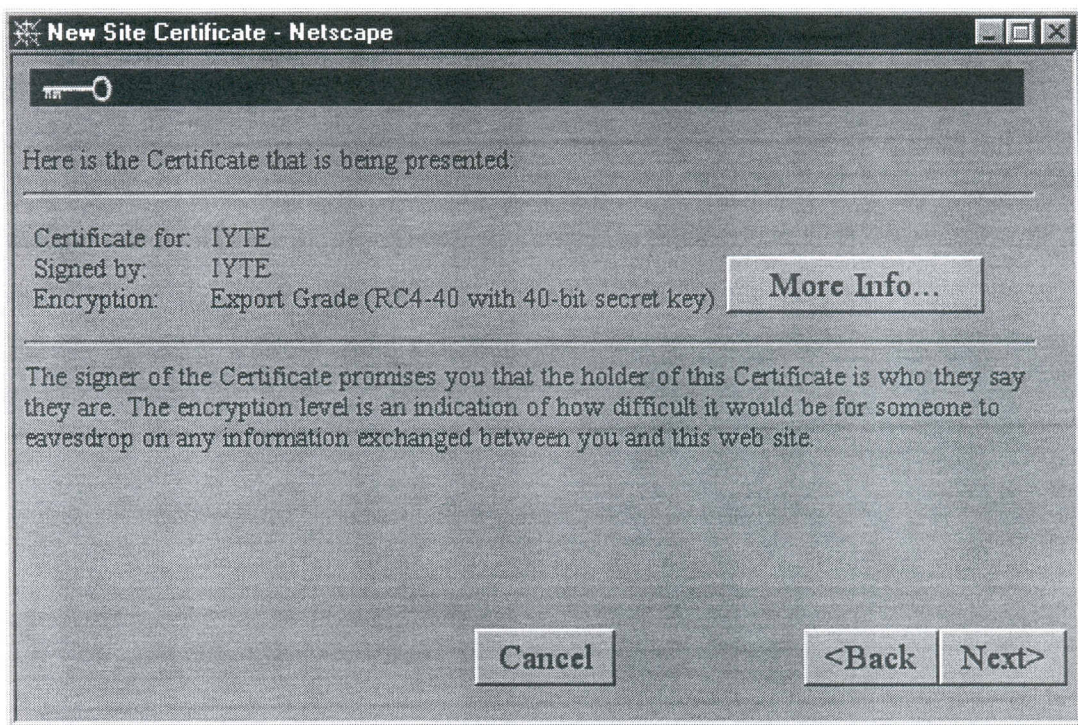 New Site Certificate - Netscape
Here is the Certificate that is being presented:
Certificate for: IYTE
Signed by: IYTE
Encryption: Export Grade (RC4-40 with 40-bit secret key)
More Info...
The signer of the Certificate promises you that the holder of this Certificate is who they say
they are. The encryption level is an indication of how difficult it would be for someone to
eavesdrop on any information exchanged between you and this web site.
Cancel
<Back
Next>